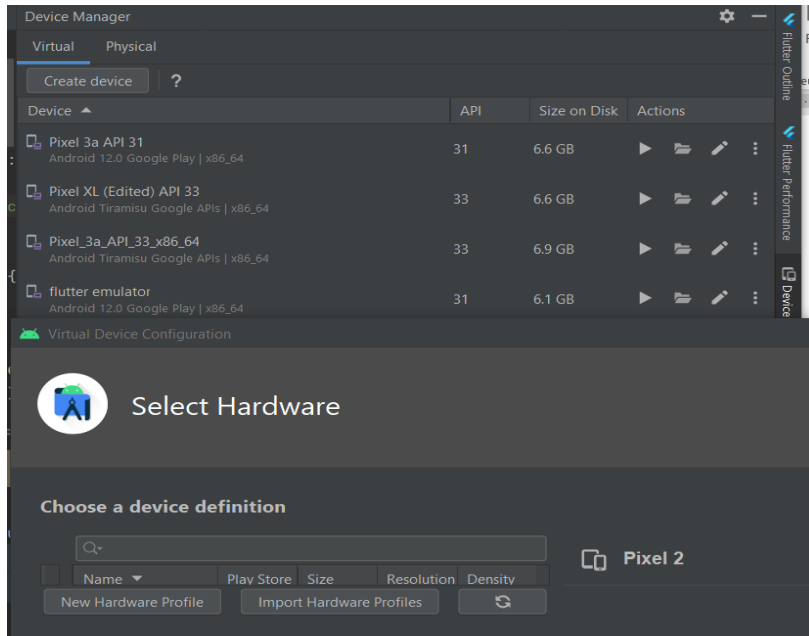 Device Manager
Virtual Physical
Create device ?
Device API Size on Disk Actions
Pixel 3a API 31 31 6.6 GB
Android 12.0 Google Play | x86_64
Pixel XL (Edited) API 33 33 6.6 GB
Android Tiramisu Google APIs | x86_64
Pixel_3a_API_33_x86_64 33 6.9 GB
Android Tiramisu Google APIs | x86_64
flutter emulator 31 6.1 GB
Android 12.0 Google Play | x86_64
Flutter Outline
Flutter Performance
Device
Virtual Device Configuration
Select Hardware
Choose a device definition
Name Play Store Size Resolution Density
Pixel 2
New Hardware Profile Import Hardware Profiles